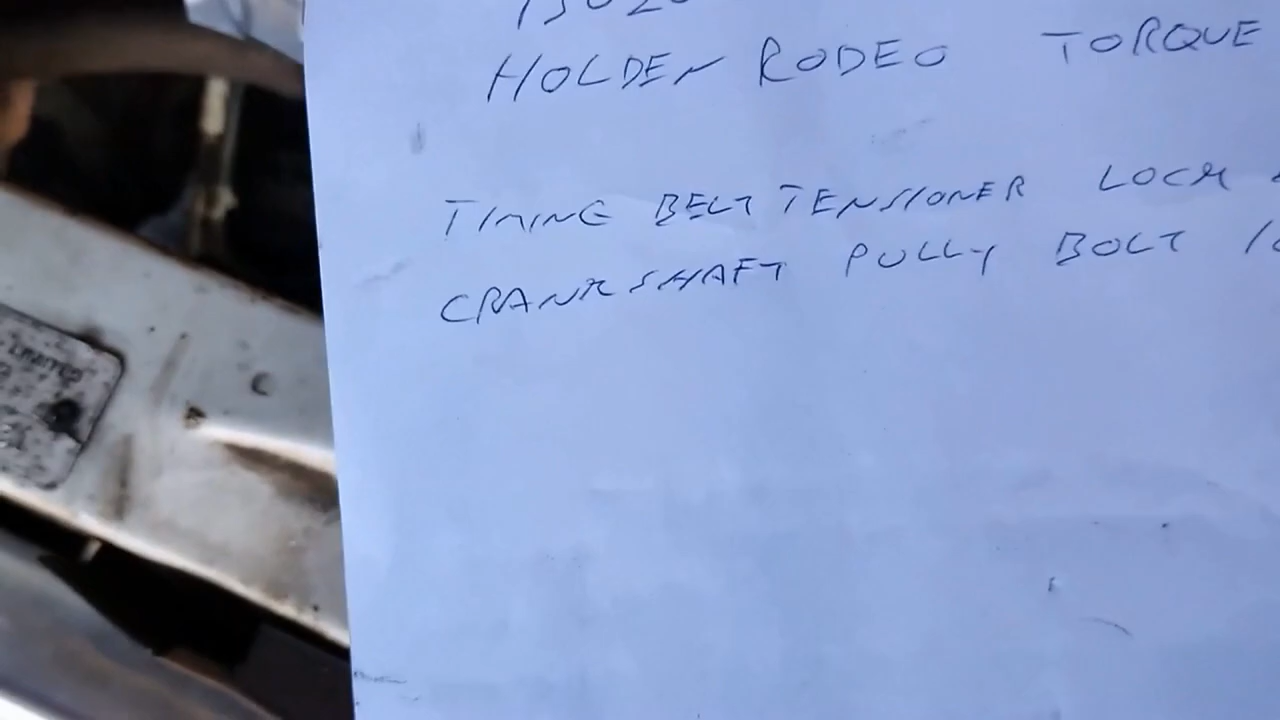 HOLDEN RODEO TORQUE
TIMING BELT TENSIONER LOCK
CRANKSHAFT PULLY BOLT